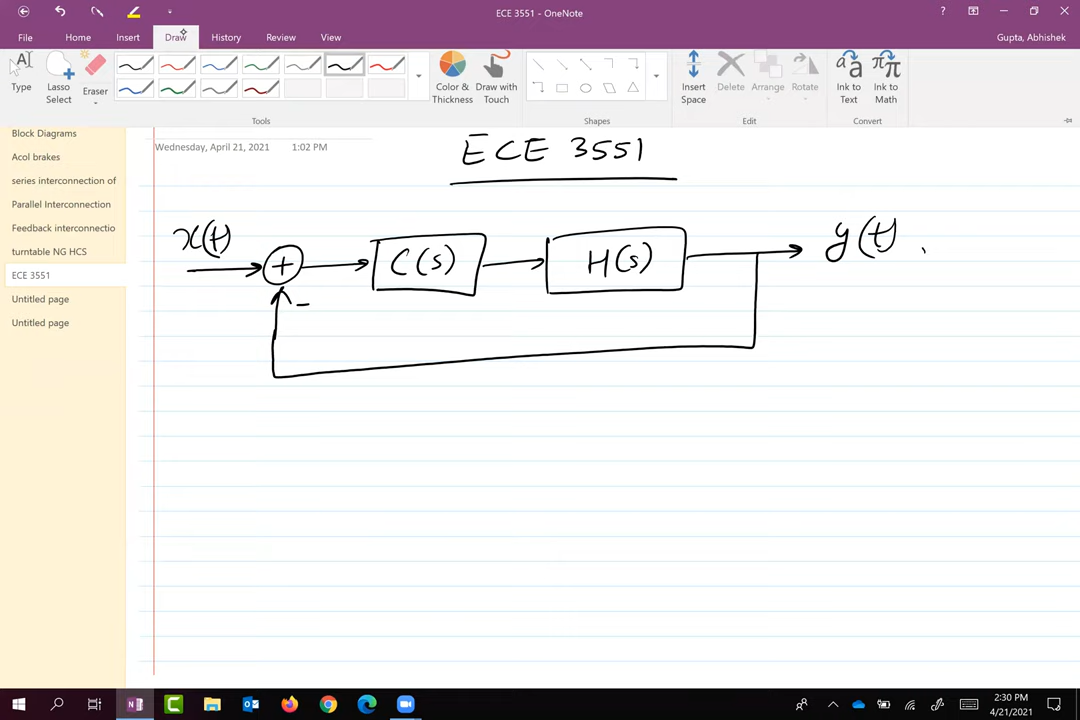 ECE 3551 - OneNote
?
File
Home
Insert
Draw
History
Review
View
Gupta, Abhishek
Type
Lasso Select
Eraser
Color & Thickness
Draw with Touch
Insert Space
Delete
Arrange
Rotate
Ink to Text
Ink to Math
Tools
Shapes
Edit
Convert
Block Diagrams
Acol brakes
series interconnection of
Parallel Interconnection
Feedback interconnectio
turntable NG HCS
ECE 3551
Untitled page
Untitled page
Wednesday, April 21, 2021 1:02 PM
ECE 3551
x(t) + C(s) H(s) y(t) .
-
2:30 PM
4/21/2021